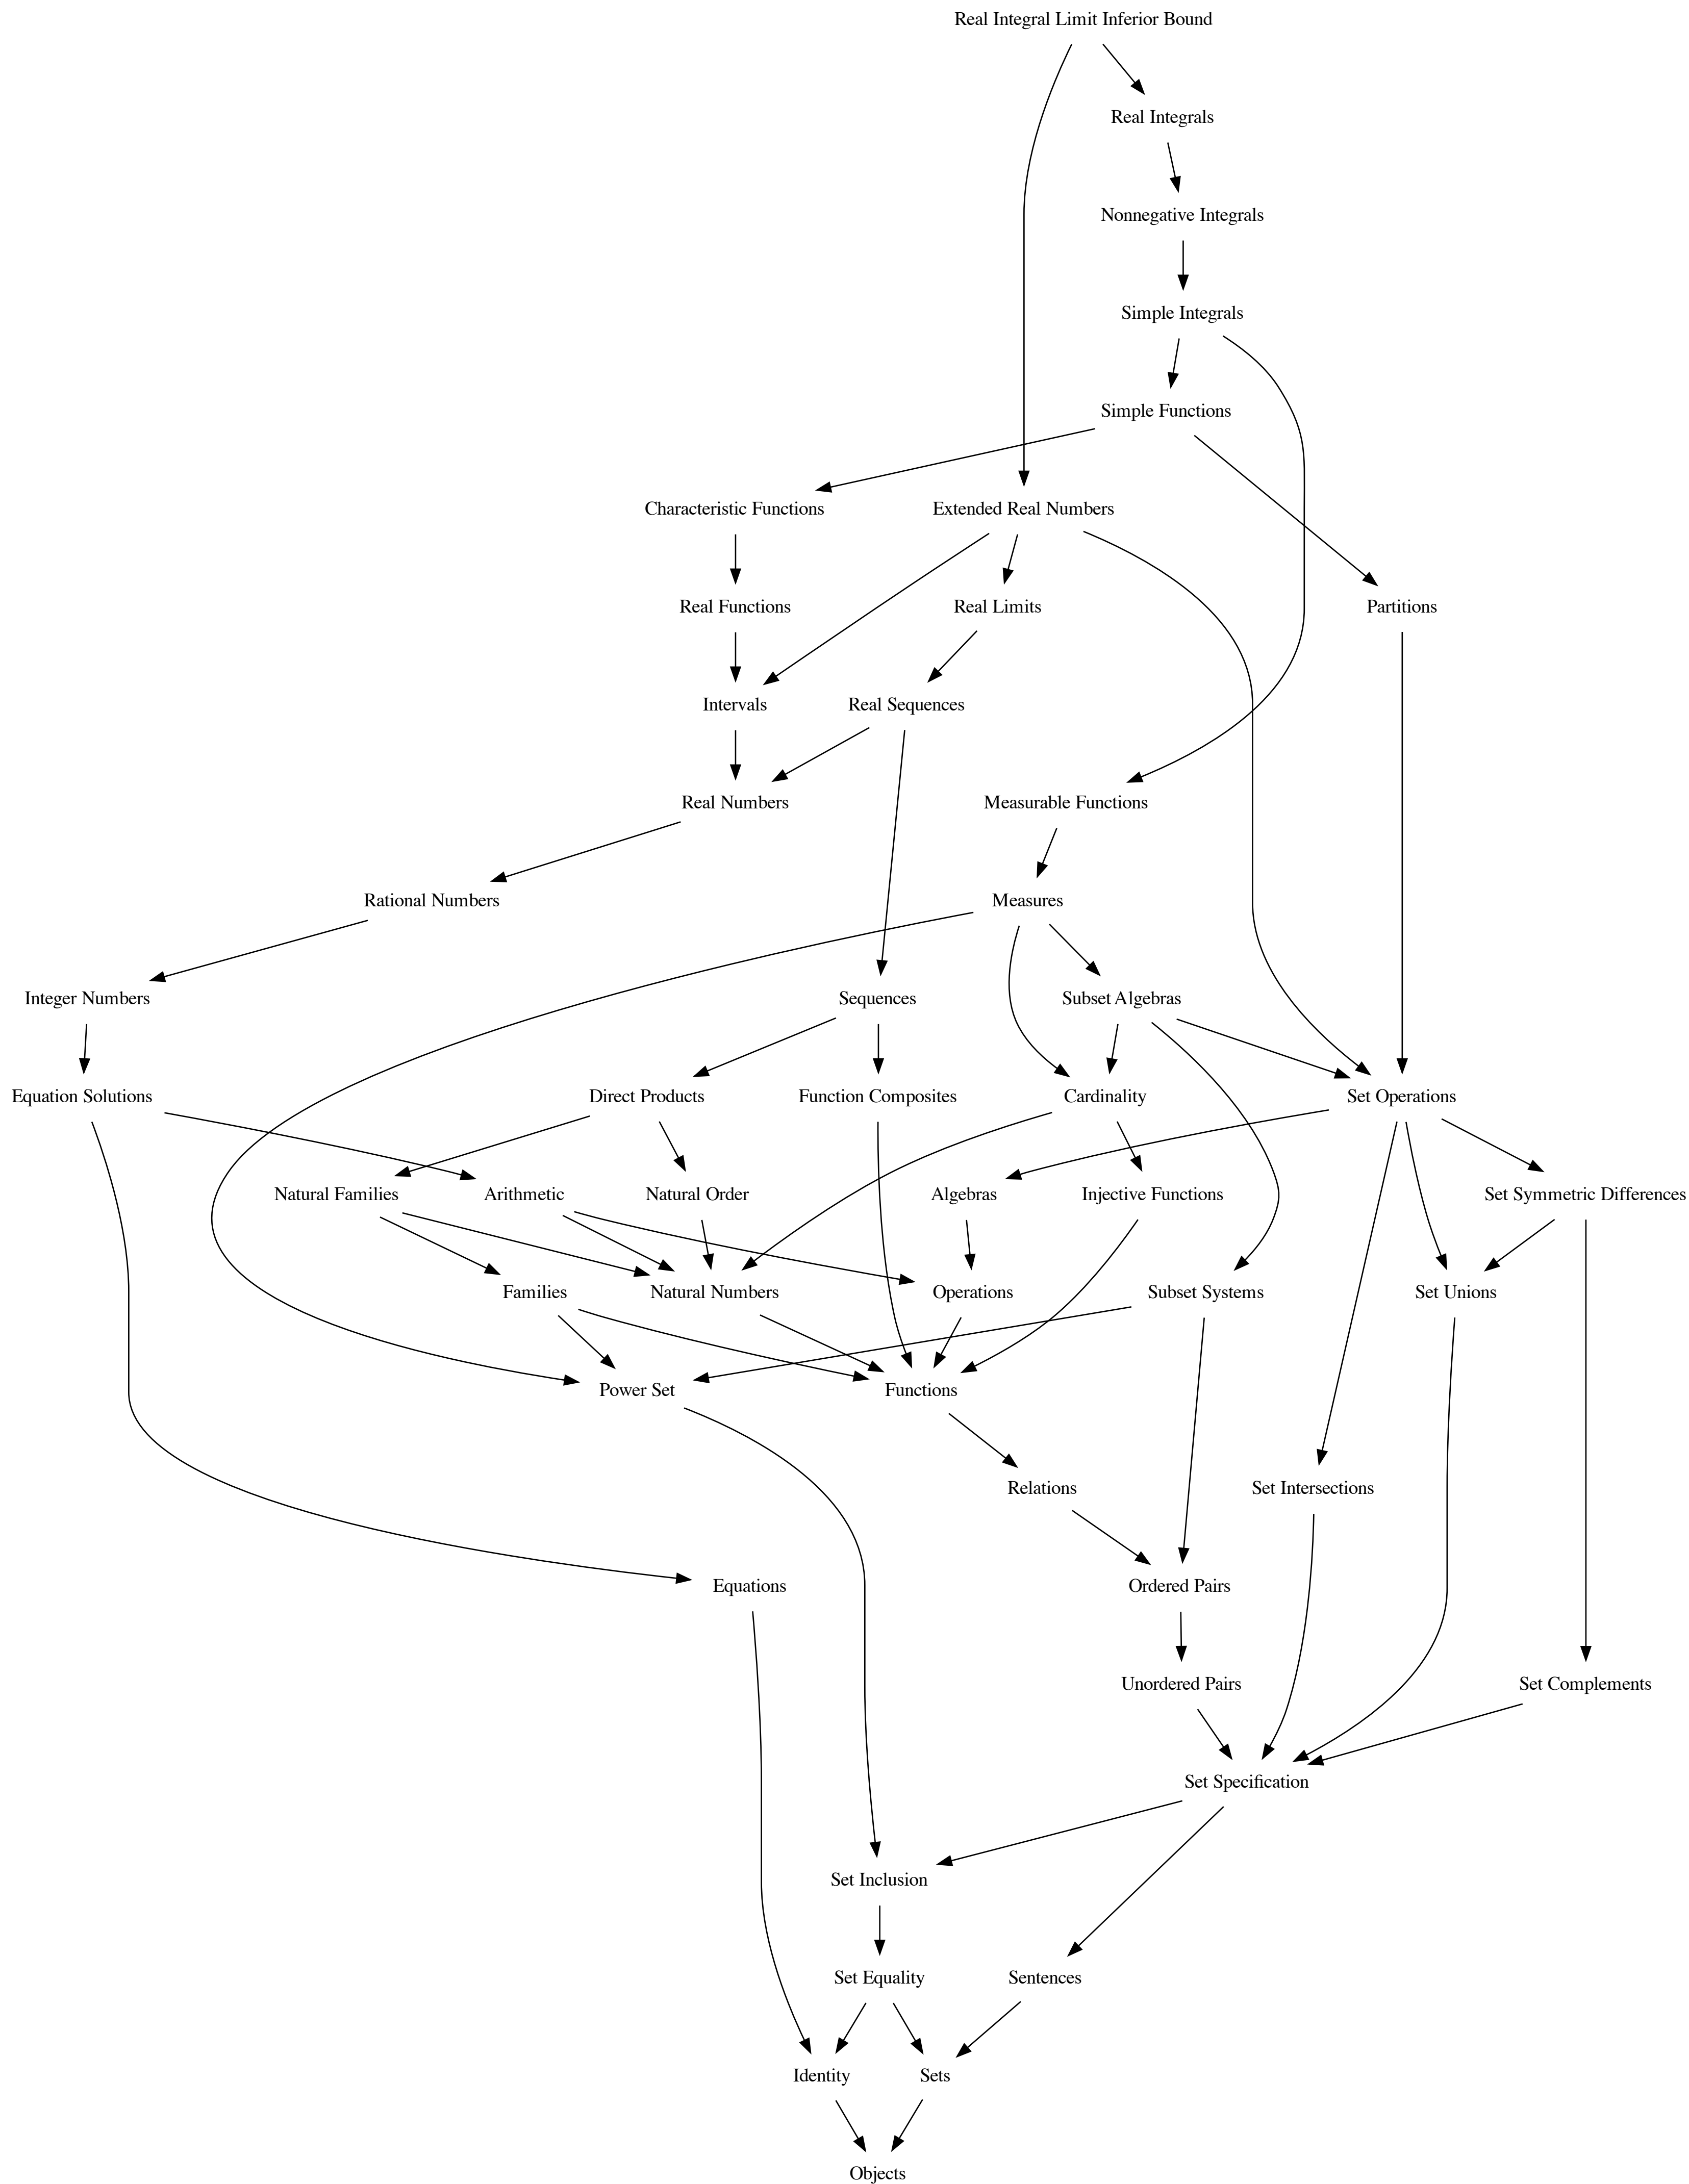 Real Integral Limit Inferior Bound
Real Integrals
Nonnegative Integrals
Simple Integrals
Simple Functions
Characteristic Functions
Extended Real Numbers
Real Functions
Real Limits
Partitions
Intervals
Real Sequences
Real Numbers
Measurable Functions
Rational Numbers
Measures
Integer Numbers
Sequences
Subset Algebras
Equation Solutions
Direct Products
Function Composites
Cardinality
Set Operations
Natural Families
Arithmetic
Natural Order
Algebras
Injective Functions
Set Symmetric Differences
Families
Natural Numbers
Operations
Subset Systems
Set Unions
Power Set
Functions
Relations
Set Intersections
Equations
Ordered Pairs
Unordered Pairs
Set Complements
Set Specification
Set Inclusion
Set Equality
Sentences
Identity
Sets
Objects